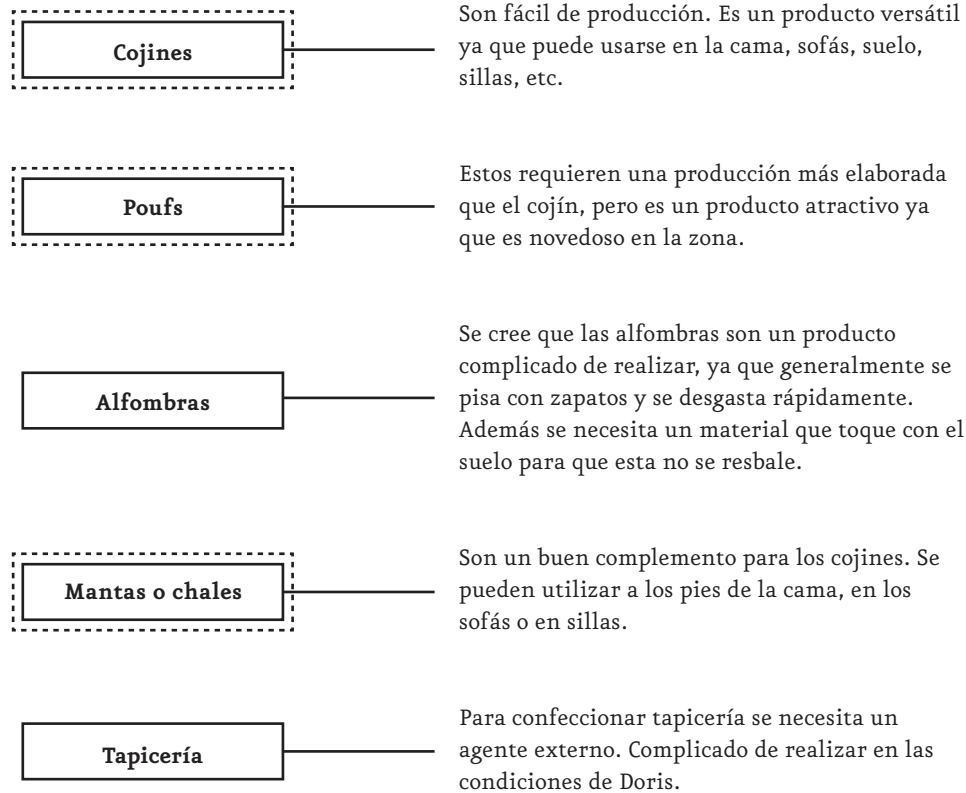 Cojines
Son fácil de producción. Es un producto versátil
ya que puede usarse en la cama, sofás, suelo,
sillas, etc.
Poufs
Estos requieren una producción más elaborada
que el cojín, pero es un producto atractivo ya
que es novedoso en la zona.
Alfombras
Se cree que las alfombras son un producto
complicado de realizar, ya que generalmente se
pisa con zapatos y se desgasta rápidamente.
Además se necesita un material que toque con el
suelo para que esta no se resbale.
Mantas o chales
Son un buen complemento para los cojines. Se
pueden utilizar a los pies de la cama, en los
sofás o en sillas.
Tapicería
Para confeccionar tapicería se necesita un
agente externo. Complicado de realizar en las
condiciones de Doris.